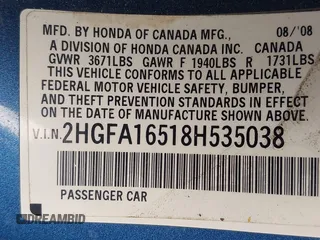 MFD. BY HONDA OF CANADA MFG., 08/'08
A DIVISION OF HONDA CANADA INC. CANADA
GVWR 3671LBS GAWR F 1940LBS R 1731LBS
THIS VEHICLE CONFORMS TO ALL APPLICABLE
FEDERAL MOTOR VEHICLE SAFETY, BUMPER,
AND THEFT PREVENTION STANDARDS IN EFFECT
ON THE DATE OF MANUFACTURE SHOWN ABOVE.
V.I.N. 2HGFA16518H535038
PASSENGER CAR
DREAMBID